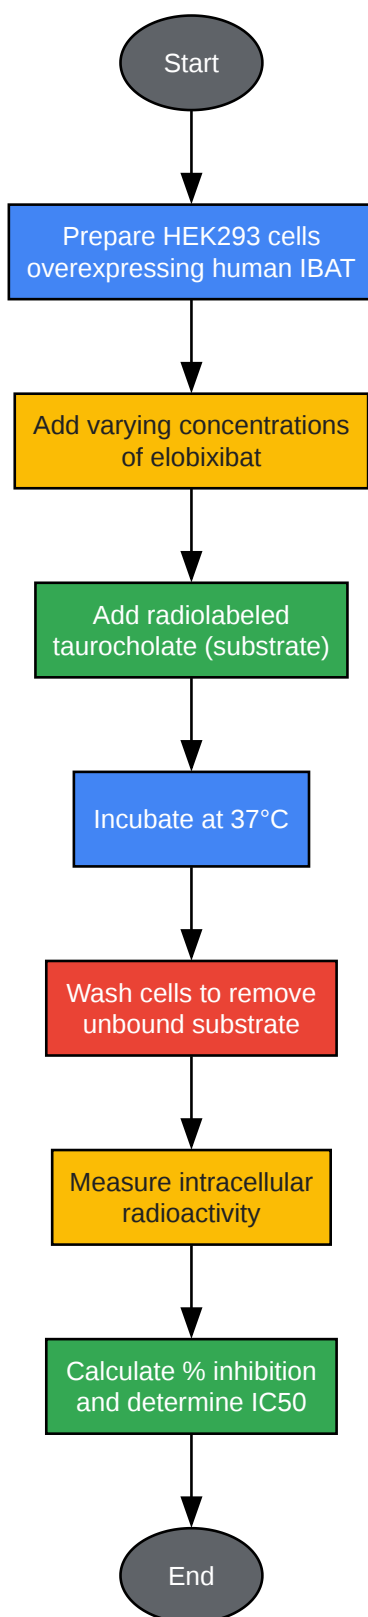 Start
Prepare HEK293 cells
overexpressing human IBAT
Add varying concentrations
of elobixibat
Add radiolabeled
taurocholate (substrate)
Incubate at 37°C
Wash cells to remove
unbound substrate
Measure intracellular
radioactivity
Calculate % inhibition
and determine IC50
End